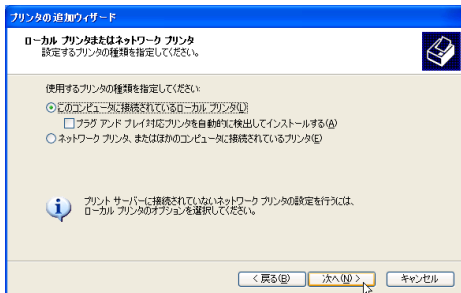 プリンタの追加ウィザード
ローカル プリンタまたはネットワーク プリンタ
設定するプリンタの種類を指定してください。
使用するプリンタの種類を指定してください:
このコンピュータに接続されているローカル プリンタ(L)
プラグ アンド プレイ対応プリンタを自動的に検出してインストールする(A)
ネットワーク プリンタ、またはほかのコンピュータに接続されているプリンタ(E)
プリント サーバーに接続されていないネットワーク プリンタの設定を行うには、
ローカル プリンタのオプションを選択してください。
< 戻る(B) 次へ(N) > キャンセル